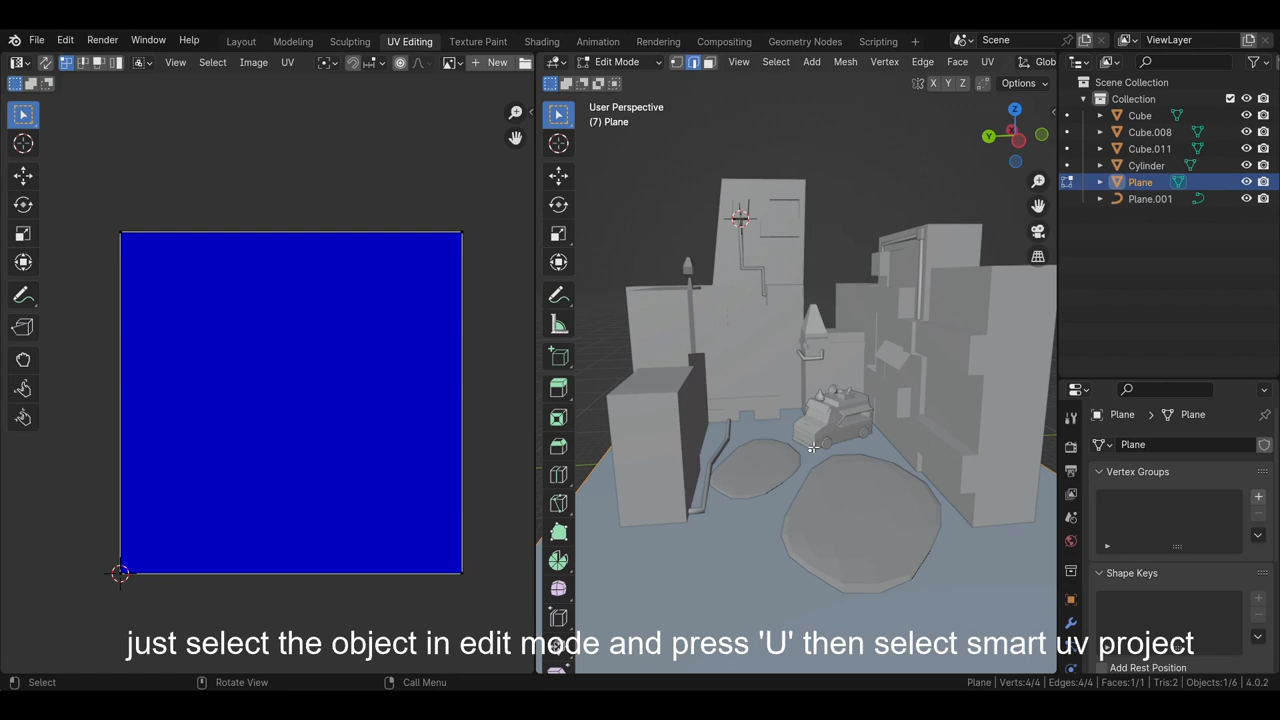 File Edit Render Window Help
Layout Modeling Sculpting UV Editing Texture Paint Shading Animation Rendering Compositing Geometry Nodes Scripting +
Scene
ViewLayer
View Select Image UV
+ New
Edit Mode
View Select Add Mesh Vertex Edge Face UV
Glob
X Y Z
Options
User Perspective
(7) Plane
Z
Y
X
Scene Collection
Collection
Cube
Cube.008
Cube.011
Cylinder
Plane
Plane.001
Plane > Plane
Plane
Vertex Groups
Shape Keys
Add Rest Position
just select the object in edit mode and press 'U' then select smart uv project
Select
Rotate View
Call Menu
Plane | Verts:4/4 | Edges:4/4 | Faces:1/1 | Tris:2 | Objects:1/6 | 4.0.2